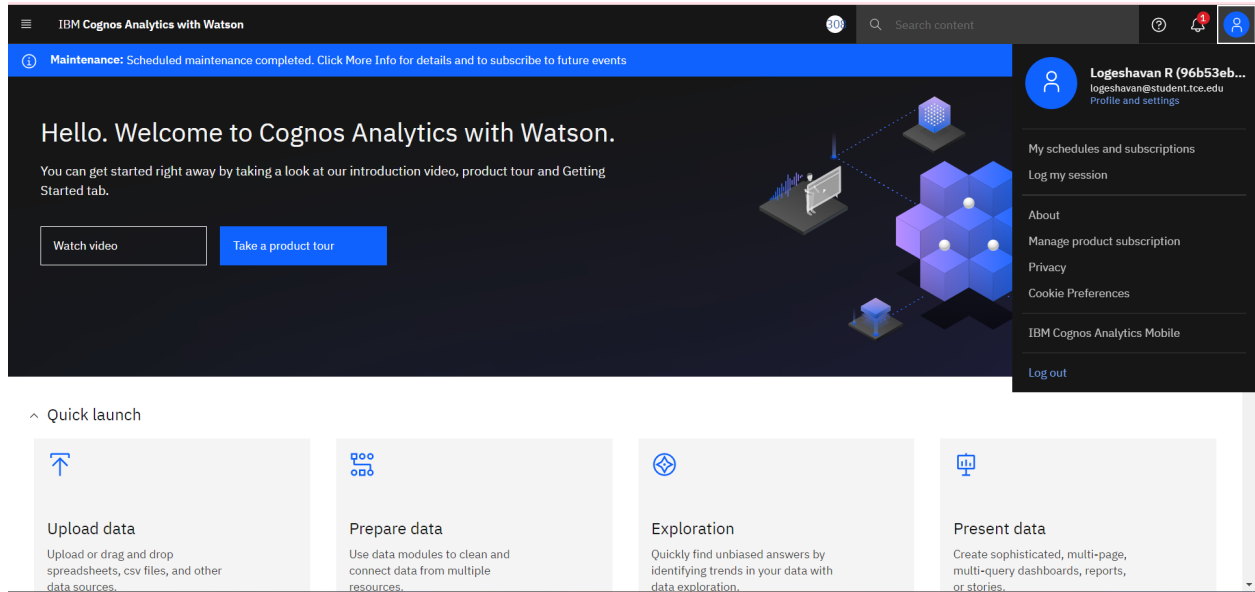 IBM Cognos Analytics with Watson
308
Search content
1
Maintenance: Scheduled maintenance completed. Click More Info for details and to subscribe to future events
Logeshavan R (96b53eb...
logeshavan@student.tce.edu
Profile and settings
My schedules and subscriptions
Log my session
About
Manage product subscription
Privacy
Cookie Preferences
IBM Cognos Analytics Mobile
Log out
Hello. Welcome to Cognos Analytics with Watson.
You can get started right away by taking a look at our introduction video, product tour and Getting
Started tab.
Watch video
Take a product tour
Quick launch
Upload data
Upload or drag and drop
spreadsheets, csv files, and other
data sources.
Prepare data
Use data modules to clean and
connect data from multiple
resources.
Exploration
Quickly find unbiased answers by
identifying trends in your data with
data exploration.
Present data
Create sophisticated, multi-page,
multi-query dashboards, reports,
or stories.